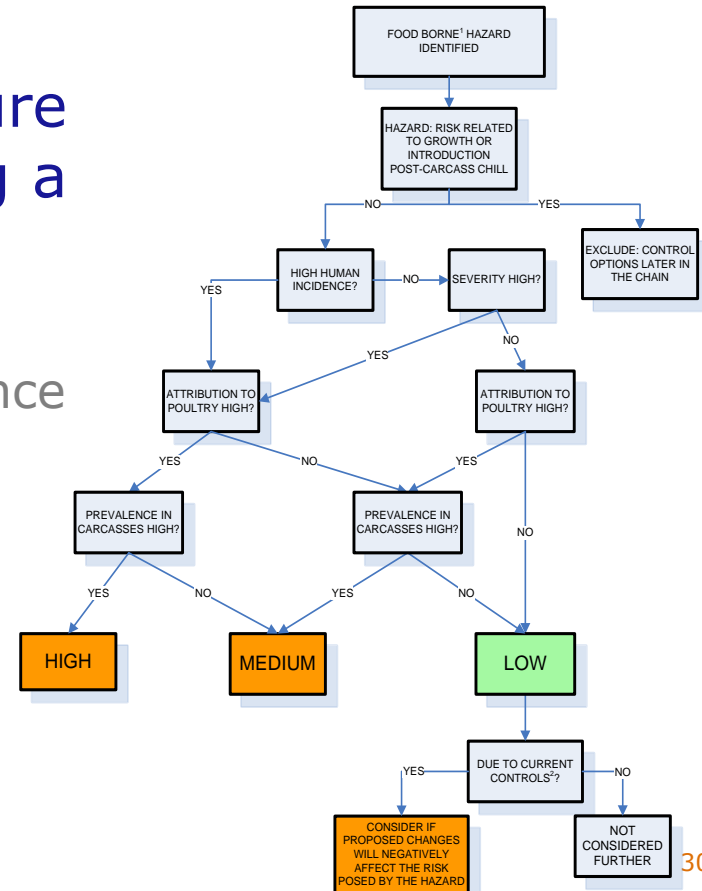 FOOD BORNE¹ HAZARD
IDENTIFIED
ure
g a
HAZARD: RISK RELATED
TO GROWTH OR
INTRODUCTION
POST-CARCASS CHILL
NO
YES
HIGH HUMAN
INCIDENCE?
NO
SEVERITY HIGH?
EXCLUDE: CONTROL
OPTIONS LATER IN
THE CHAIN
YES
NO
YES
nce
ATTRIBUTION TO
POULTRY HIGH?
ATTRIBUTION TO
POULTRY HIGH?
YES
NO
YES
PREVALENCE IN
CARCASSES HIGH?
PREVALENCE IN
CARCASSES HIGH?
NO
YES
NO
YES
NO
HIGH
MEDIUM
LOW
DUE TO CURRENT
CONTROLS²?
YES
NO
CONSIDER IF
PROPOSED CHANGES
WILL NEGATIVELY
AFFECT THE RISK
POSED BY THE HAZARD
NOT
CONSIDERED
FURTHER
30